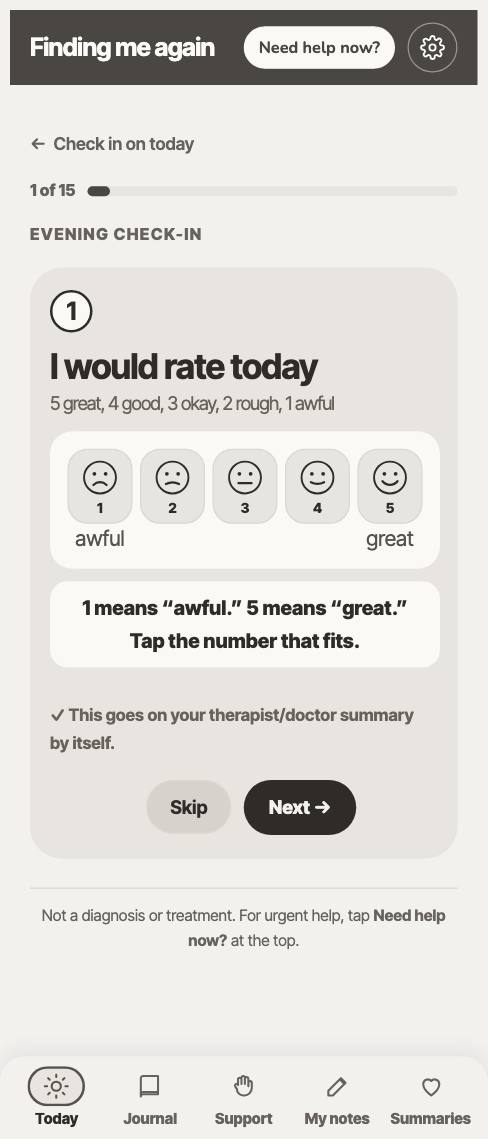 Finding me again
Need help now?
← Check in on today
1 of 15
EVENING CHECK-IN
1
I would rate today
5 great, 4 good, 3 okay, 2 rough, 1 awful
1 2 3 4 5
awful great
1 means “awful.” 5 means “great.”
Tap the number that fits.
✓ This goes on your therapist/doctor summary
by itself.
Skip Next →
Not a diagnosis or treatment. For urgent help, tap Need help
now? at the top.
Today Journal Support My notes Summaries